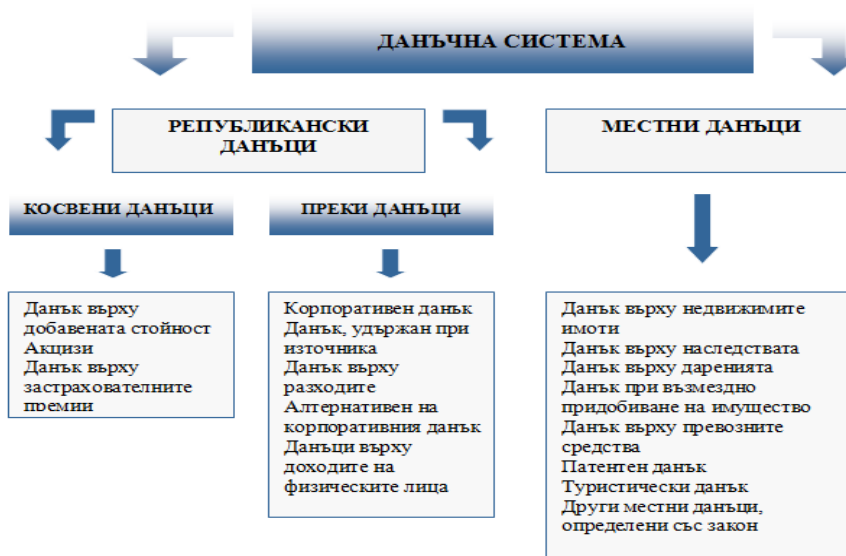 ДАНЪЧНА СИСТЕМА
РЕПУБЛИКАНСКИ
ДАНЪЦИ
МЕСТНИ ДАНЪЦИ
КОСВЕНИ ДАНЪЦИ
ПРЕКИ ДАНЪЦИ
Данък върху
добавената стойност
Акцизи
Данък върху
застрахователните
премии
Корпоративен данък
Данък, удържан при
източника
Данък върху
разходите
Алтернативен на
корпоративния данък
Данъци върху
доходите на
физическите лица
Данък върху недвижимите
имоти
Данък върху наследствата
Данък върху даренията
Данък при възмездно
придобиване на имущество
Данък върху превозните
средства
Патентен данък
Туристически данък
Други местни данъци,
определени със закон